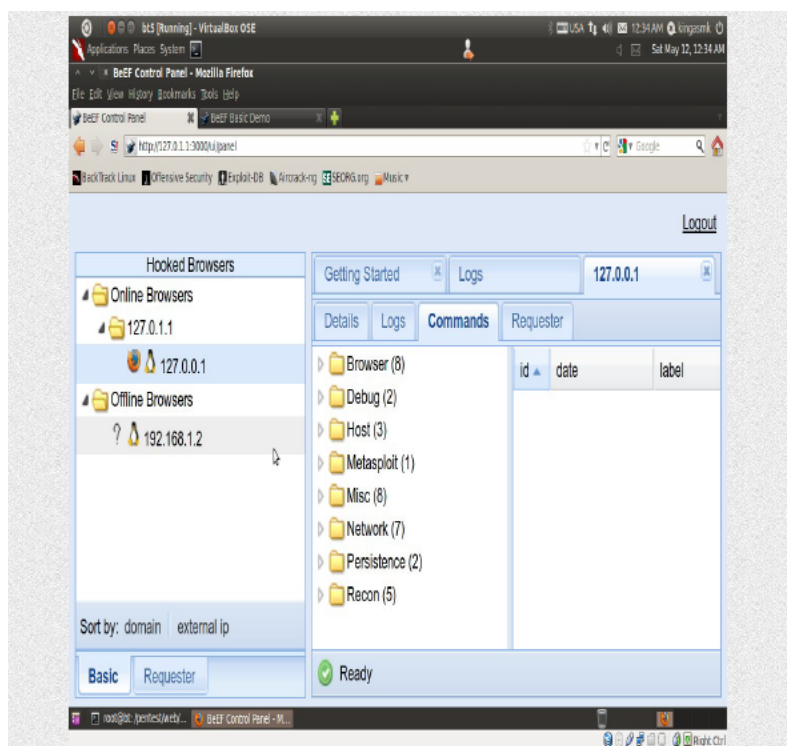 bt5 [Running] - VirtualBox OSE
USA 12:34 AM kingasmk
Applications Places System
Sat May 12, 12:34 AM
BeEF Control Panel - Mozilla Firefox
File Edit View History Bookmarks Tools Help
BeEF Control Panel BeEF Basic Demo
http://127.0.1.1:3000/ui/panel
Google
BackTrack Linux Offensive Security Exploit-DB Aircrack-ng SEORG.org Music
Logout
Hooked Browsers
Online Browsers
127.0.1.1
127.0.0.1
Offline Browsers
? 192.168.1.2
Sort by: domain external ip
Basic Requester
Getting Started Logs 127.0.0.1
Details Logs Commands Requester
Browser (8)
Debug (2)
Host (3)
Metasploit (1)
Misc (8)
Network (7)
Persistence (2)
Recon (5)
id date label
Ready
root@bt: /pentest/web/... BeEF Control Panel - M...
Right Ctrl